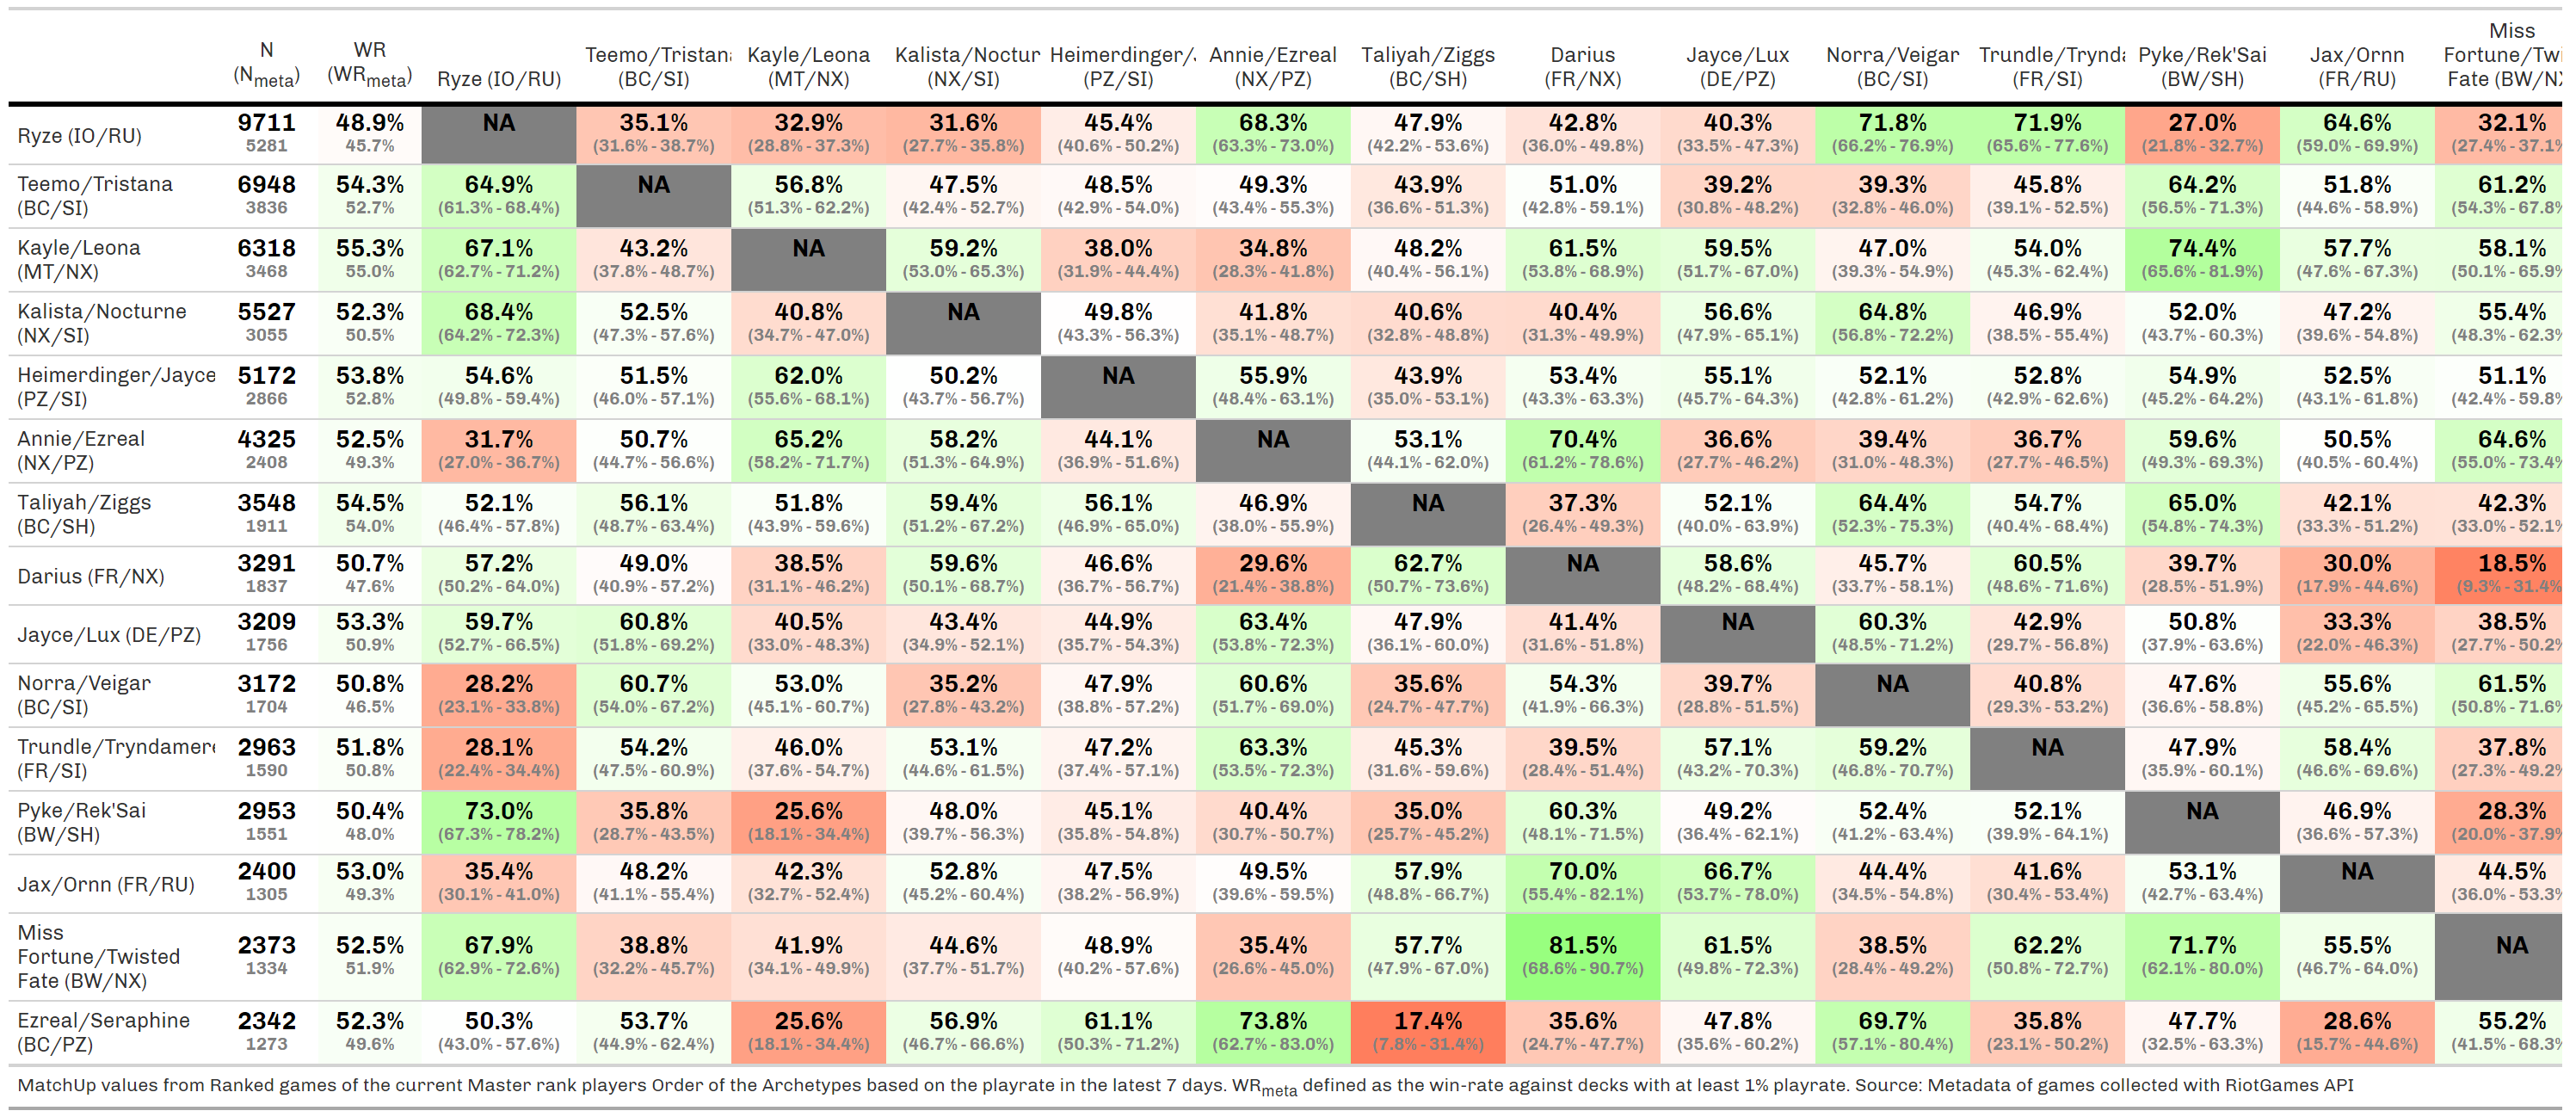 Miss
N WR Teemo/Tristana Kayle/Leona Kalista/Noctur Heimerdinger/J Annie/Ezreal Taliyah/Ziggs Darius Jayce/Lux Norra/Veigar Trundle/Trynda Pyke/Rek'Sai Jax/Ornn Fortune/Twi
(Nmeta) (WRmeta) Ryze (IO/RU) (BC/SI) (MT/NX) (NX/SI) (PZ/SI) (NX/PZ) (BC/SH) (FR/NX) (DE/PZ) (BC/SI) (FR/SI) (BW/SH) (FR/RU) Fate (BW/NX
Ryze (IO/RU) 9711 48.9% NA 35.1% 32.9% 31.6% 45.4% 68.3% 47.9% 42.8% 40.3% 71.8% 71.9% 27.0% 64.6% 32.1%
5281 45.7% (31.6% - 38.7%) (28.8% - 37.3%) (27.7% - 35.8%) (40.6% - 50.2%) (63.3% - 73.0%) (42.2% - 53.6%) (36.0% - 49.8%) (33.5% - 47.3%) (66.2% - 76.9%) (65.6% - 77.6%) (21.8% - 32.7%) (59.0% - 69.9%) (27.4% - 37.1%
Teemo/Tristana 6948 54.3% 64.9% NA 56.8% 47.5% 48.5% 49.3% 43.9% 51.0% 39.2% 39.3% 45.8% 64.2% 51.8% 61.2%
(BC/SI) 3836 52.7% (61.3% - 68.4%) (51.3% - 62.2%) (42.4% - 52.7%) (42.9% - 54.0%) (43.4% - 55.3%) (36.6% - 51.3%) (42.8% - 59.1%) (30.8% - 48.2%) (32.8% - 46.0%) (39.1% - 52.5%) (56.5% - 71.3%) (44.6% - 58.9%) (54.3% - 67.8%
Kayle/Leona 6318 55.3% 67.1% 43.2% NA 59.2% 38.0% 34.8% 48.2% 61.5% 59.5% 47.0% 54.0% 74.4% 57.7% 58.1%
(MT/NX) 3468 55.0% (62.7% - 71.2%) (37.8% - 48.7%) (53.0% - 65.3%) (31.9% - 44.4%) (28.3% - 41.8%) (40.4% - 56.1%) (53.8% - 68.9%) (51.7% - 67.0%) (39.3% - 54.9%) (45.3% - 62.4%) (65.6% - 81.9%) (47.6% - 67.3%) (50.1% - 65.9%
Kalista/Nocturne 5527 52.3% 68.4% 52.5% 40.8% NA 49.8% 41.8% 40.6% 40.4% 56.6% 64.8% 46.9% 52.0% 47.2% 55.4%
(NX/SI) 3055 50.5% (64.2% - 72.3%) (47.3% - 57.6%) (34.7% - 47.0%) (43.3% - 56.3%) (35.1% - 48.7%) (32.8% - 48.8%) (31.3% - 49.9%) (47.9% - 65.1%) (56.8% - 72.2%) (38.5% - 55.4%) (43.7% - 60.3%) (39.6% - 54.8%) (48.3% - 62.3%
Heimerdinger/Jayce 5172 53.8% 54.6% 51.5% 62.0% 50.2% NA 55.9% 43.9% 53.4% 55.1% 52.1% 52.8% 54.9% 52.5% 51.1%
(PZ/SI) 2866 52.8% (49.8% - 59.4%) (46.0% - 57.1%) (55.6% - 68.1%) (43.7% - 56.7%) (48.4% - 63.1%) (35.0% - 53.1%) (43.3% - 63.3%) (45.7% - 64.3%) (42.8% - 61.2%) (42.9% - 62.6%) (45.2% - 64.2%) (43.1% - 61.8%) (42.4% - 59.8%
Annie/Ezreal 4325 52.5% 31.7% 50.7% 65.2% 58.2% 44.1% NA 53.1% 70.4% 36.6% 39.4% 36.7% 59.6% 50.5% 64.6%
(NX/PZ) 2408 49.3% (27.0% - 36.7%) (44.7% - 56.6%) (58.2% - 71.7%) (51.3% - 64.9%) (36.9% - 51.6%) (44.1% - 62.0%) (61.2% - 78.6%) (27.7% - 46.2%) (31.0% - 48.3%) (27.7% - 46.5%) (49.3% - 69.3%) (40.5% - 60.4%) (55.0% - 73.4%
Taliyah/Ziggs 3548 54.5% 52.1% 56.1% 51.8% 59.4% 56.1% 46.9% NA 37.3% 52.1% 64.4% 54.7% 65.0% 42.1% 42.3%
(BC/SH) 1911 54.0% (46.4% - 57.8%) (48.7% - 63.4%) (43.9% - 59.6%) (51.2% - 67.2%) (46.9% - 65.0%) (38.0% - 55.9%) (26.4% - 49.3%) (40.0% - 63.9%) (52.3% - 75.3%) (40.4% - 68.4%) (54.8% - 74.3%) (33.3% - 51.2%) (33.0% - 52.1%
Darius (FR/NX) 3291 50.7% 57.2% 49.0% 38.5% 59.6% 46.6% 29.6% 62.7% NA 58.6% 45.7% 60.5% 39.7% 30.0% 18.5%
1837 47.6% (50.2% - 64.0%) (40.9% - 57.2%) (31.1% - 46.2%) (50.1% - 68.7%) (36.7% - 56.7%) (21.4% - 38.8%) (50.7% - 73.6%) (48.2% - 68.4%) (33.7% - 58.1%) (48.6% - 71.6%) (28.5% - 51.9%) (17.9% - 44.6%) (9.3% - 31.4%
Jayce/Lux (DE/PZ) 3209 53.3% 59.7% 60.8% 40.5% 43.4% 44.9% 63.4% 47.9% 41.4% NA 60.3% 42.9% 50.8% 33.3% 38.5%
1756 50.9% (52.7% - 66.5%) (51.8% - 69.2%) (33.0% - 48.3%) (34.9% - 52.1%) (35.7% - 54.3%) (53.8% - 72.3%) (36.1% - 60.0%) (31.6% - 51.8%) (48.5% - 71.2%) (29.7% - 56.8%) (37.9% - 63.6%) (22.0% - 46.3%) (27.7% - 50.2%
Norra/Veigar 3172 50.8% 28.2% 60.7% 53.0% 35.2% 47.9% 60.6% 35.6% 54.3% 39.7% NA 40.8% 47.6% 55.6% 61.5%
(BC/SI) 1704 46.5% (23.1% - 33.8%) (54.0% - 67.2%) (45.1% - 60.7%) (27.8% - 43.2%) (38.8% - 57.2%) (51.7% - 69.0%) (24.7% - 47.7%) (41.9% - 66.3%) (28.8% - 51.5%) (29.3% - 53.2%) (36.6% - 58.8%) (45.2% - 65.5%) (50.8% - 71.6%
Trundle/Tryndamere 2963 51.8% 28.1% 54.2% 46.0% 53.1% 47.2% 63.3% 45.3% 39.5% 57.1% 59.2% NA 47.9% 58.4% 37.8%
(FR/SI) 1590 50.8% (22.4% - 34.4%) (47.5% - 60.9%) (37.6% - 54.7%) (44.6% - 61.5%) (37.4% - 57.1%) (53.5% - 72.3%) (31.6% - 59.6%) (28.4% - 51.4%) (43.2% - 70.3%) (46.8% - 70.7%) (35.9% - 60.1%) (46.6% - 69.6%) (27.3% - 49.2%
Pyke/Rek'Sai 2953 50.4% 73.0% 35.8% 25.6% 48.0% 45.1% 40.4% 35.0% 60.3% 49.2% 52.4% 52.1% NA 46.9% 28.3%
(BW/SH) 1551 48.0% (67.3% - 78.2%) (28.7% - 43.5%) (18.1% - 34.4%) (39.7% - 56.3%) (35.8% - 54.8%) (30.7% - 50.7%) (25.7% - 45.2%) (48.1% - 71.5%) (36.4% - 62.1%) (41.2% - 63.4%) (39.9% - 64.1%) (36.6% - 57.3%) (20.0% - 37.9%
Jax/Ornn (FR/RU) 2400 53.0% 35.4% 48.2% 42.3% 52.8% 47.5% 49.5% 57.9% 70.0% 66.7% 44.4% 41.6% 53.1% NA 44.5%
1305 49.3% (30.1% - 41.0%) (41.1% - 55.4%) (32.7% - 52.4%) (45.2% - 60.4%) (38.2% - 56.9%) (39.6% - 59.5%) (48.8% - 66.7%) (55.4% - 82.1%) (53.7% - 78.0%) (34.5% - 54.8%) (30.4% - 53.4%) (42.7% - 63.4%) (36.0% - 53.3%
Miss
Fortune/Twisted 2373 52.5% 67.9% 38.8% 41.9% 44.6% 48.9% 35.4% 57.7% 81.5% 61.5% 38.5% 62.2% 71.7% 55.5% NA
Fate (BW/NX) 1334 51.9% (62.9% - 72.6%) (32.2% - 45.7%) (34.1% - 49.9%) (37.7% - 51.7%) (40.2% - 57.6%) (26.6% - 45.0%) (47.9% - 67.0%) (68.6% - 90.7%) (49.8% - 72.3%) (28.4% - 49.2%) (50.8% - 72.7%) (62.1% - 80.0%) (46.7% - 64.0%)
Ezreal/Seraphine 2342 52.3% 50.3% 53.7% 25.6% 56.9% 61.1% 73.8% 17.4% 35.6% 47.8% 69.7% 35.8% 47.7% 28.6% 55.2%
(BC/PZ) 1273 49.6% (43.0% - 57.6%) (44.9% - 62.4%) (18.1% - 34.4%) (46.7% - 66.6%) (50.3% - 71.2%) (62.7% - 83.0%) (7.8% - 31.4%) (24.7% - 47.7%) (35.6% - 60.2%) (57.1% - 80.4%) (23.1% - 50.2%) (32.5% - 63.3%) (15.7% - 44.6%) (41.5% - 68.3%
MatchUp values from Ranked games of the current Master rank players Order of the Archetypes based on the playrate in the latest 7 days. WRmeta defined as the win-rate against decks with at least 1% playrate. Source: Metadata of games collected with RiotGames API